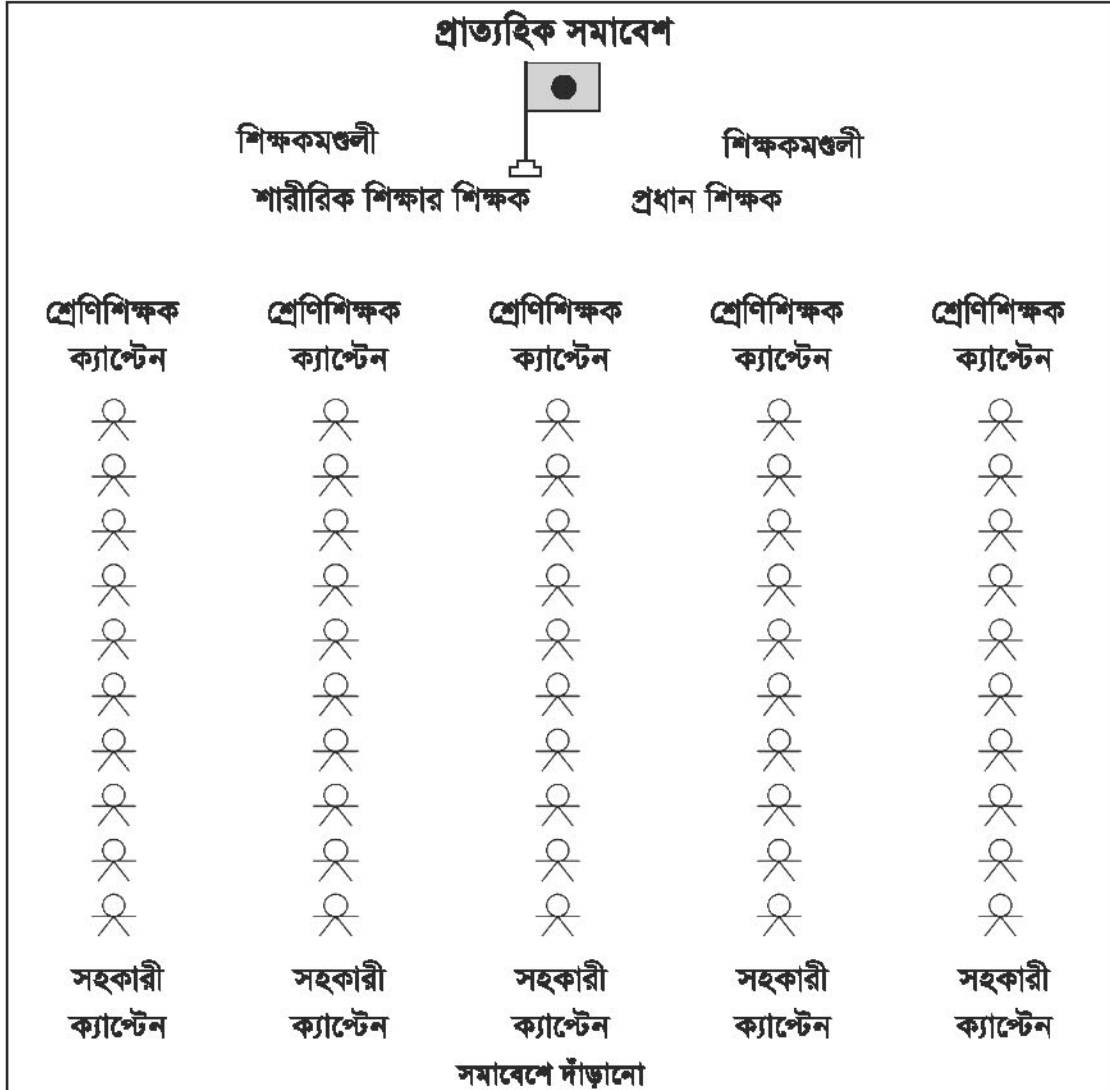 প্রাত্যহিক সমাবেশ
শিক্ষকমণ্ডলী শিক্ষকমণ্ডলী
শারীরিক শিক্ষার শিক্ষক প্রধান শিক্ষক
শ্রেণিশিক্ষক শ্রেণিশিক্ষক শ্রেণিশিক্ষক শ্রেণিশিক্ষক শ্রেণিশিক্ষক
ক্যাপ্টেন ক্যাপ্টেন ক্যাপ্টেন ক্যাপ্টেন ক্যাপ্টেন
সহকারী সহকারী সহকারী সহকারী সহকারী
ক্যাপ্টেন ক্যাপ্টেন ক্যাপ্টেন ক্যাপ্টেন ক্যাপ্টেন
সমাবেশে দাঁড়ানো